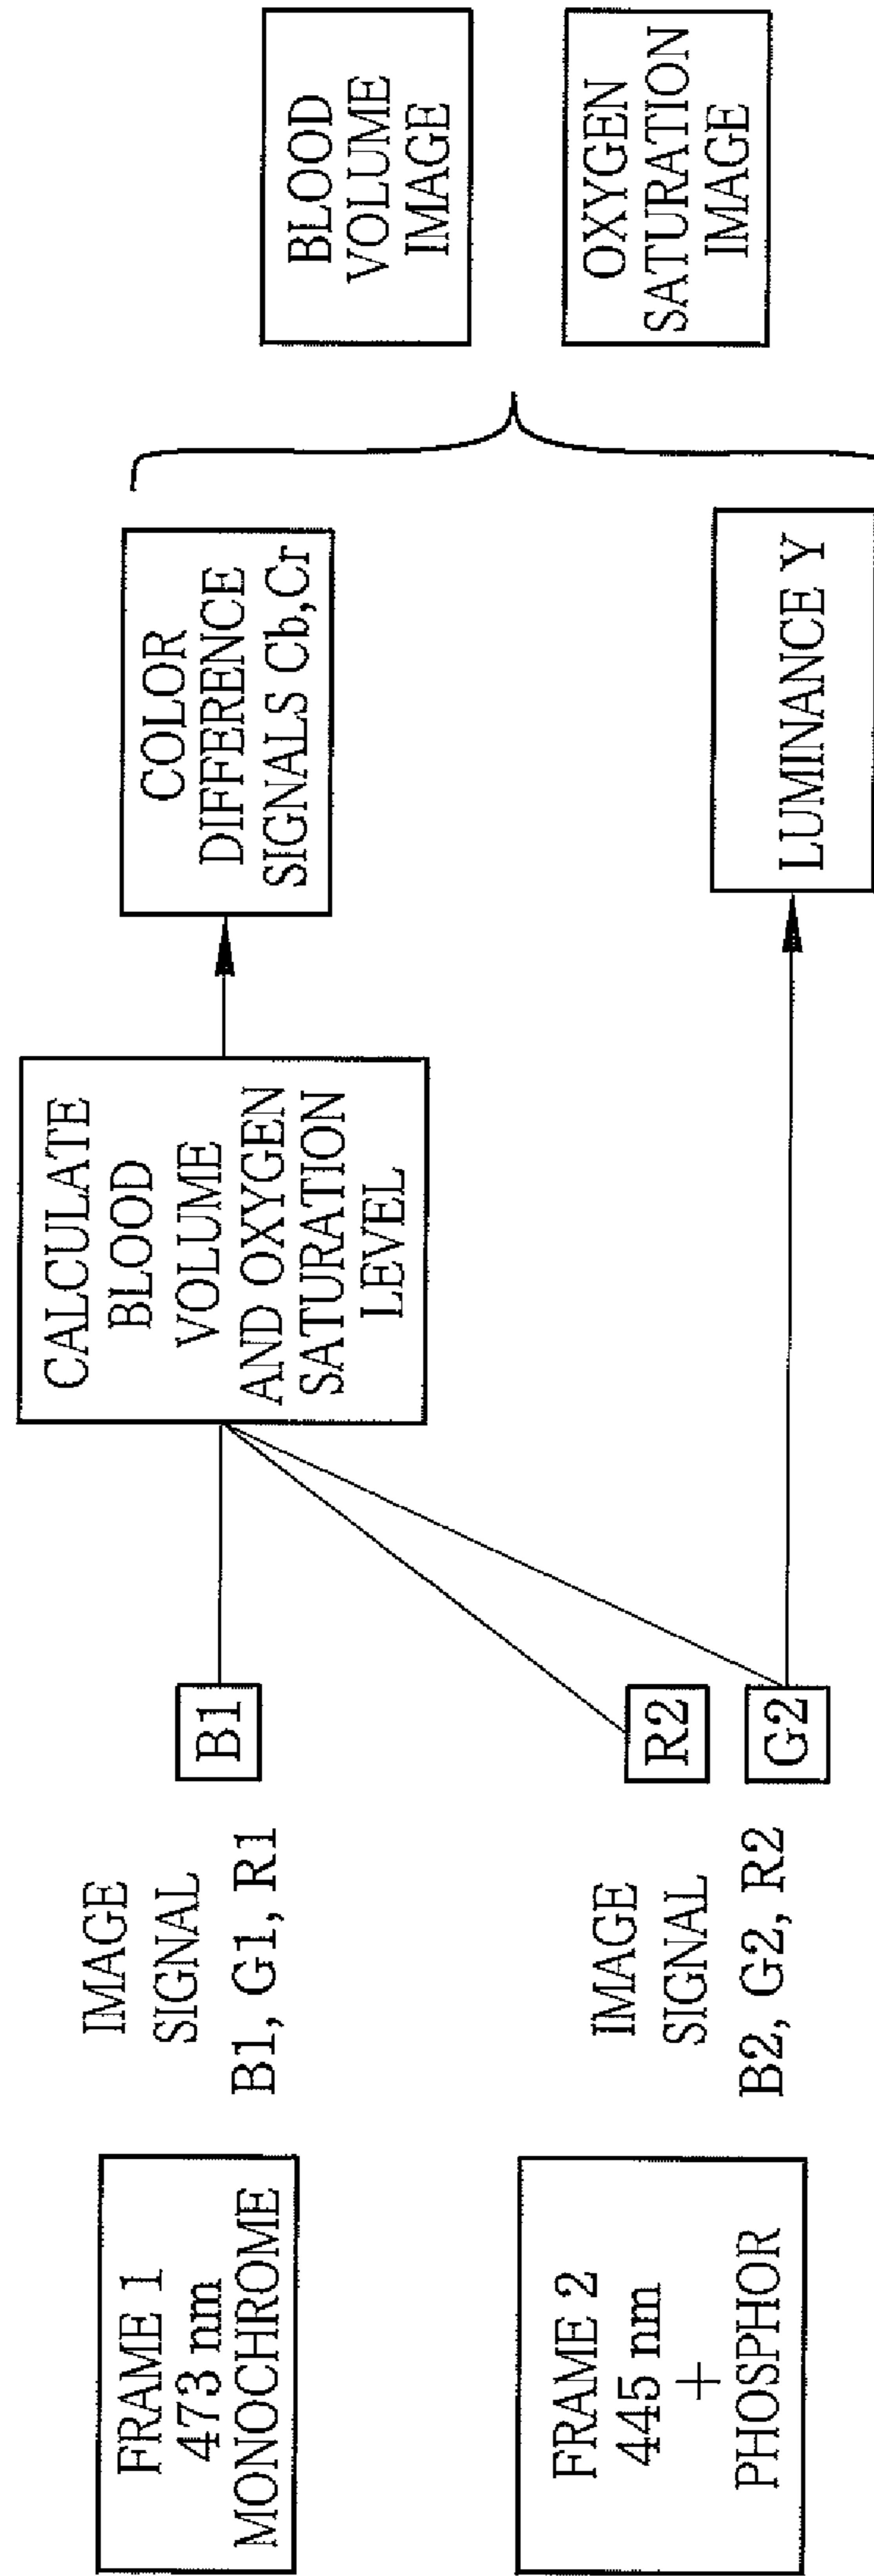 FRAME 1
473 nm
MONOCHROME
IMAGE
SIGNAL
B1, G1, R1
B1
CALCULATE
BLOOD
VOLUME
AND OXYGEN
SATURATION
LEVEL
COLOR
DIFFERENCE
SIGNALS Cb,Cr
FRAME 2
445 nm
+
PHOSPHOR
IMAGE
SIGNAL
B2, G2, R2
R2
G2
LUMINANCE Y
BLOOD
VOLUME
IMAGE
OXYGEN
SATURATION
IMAGE